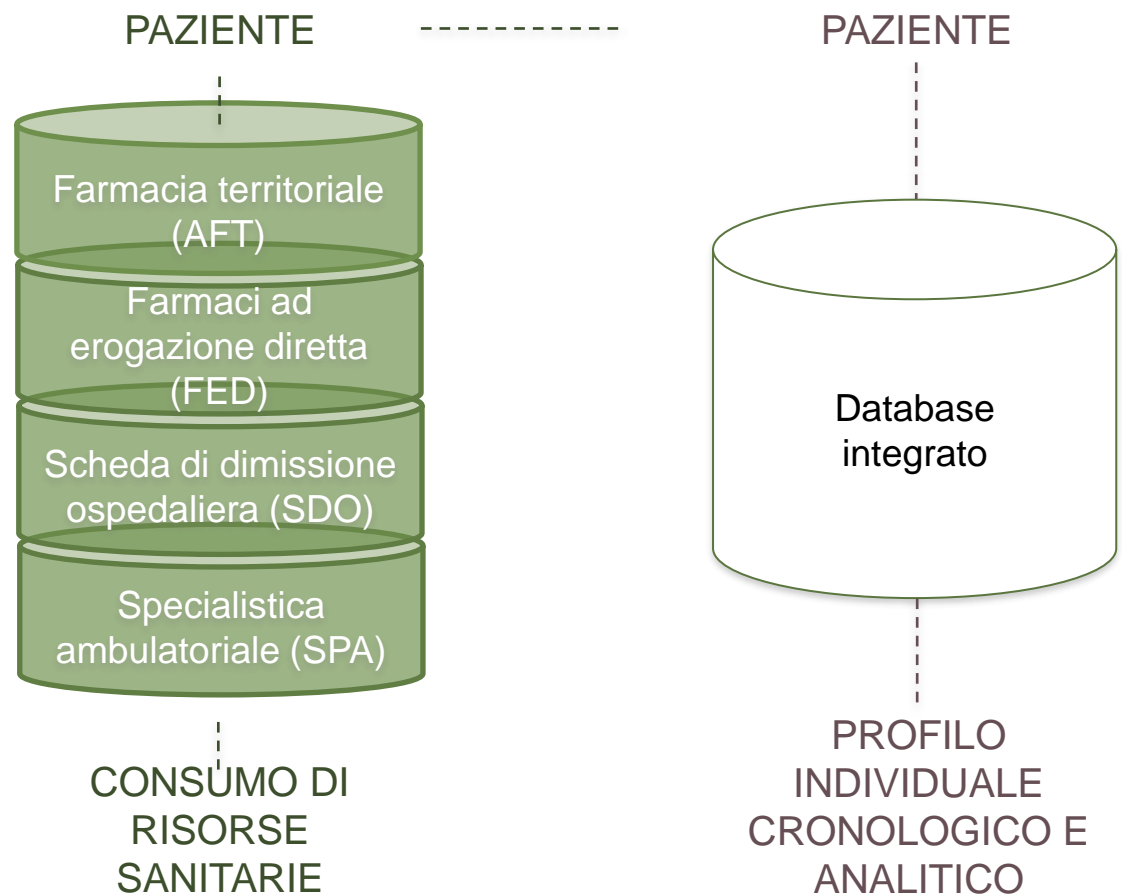 PAZIENTE
Farmacia territoriale
(AFT)
Farmaci ad
erogazione diretta
(FED)
Scheda di dimissione
ospedaliera (SDO)
Specialistica
ambulatoriale (SPA)
CONSUMO DI
RISORSE
SANITARIE
PAZIENTE
Database
integrato
PROFILO
INDIVIDUALE
CRONOLOGICO E
ANALITICO